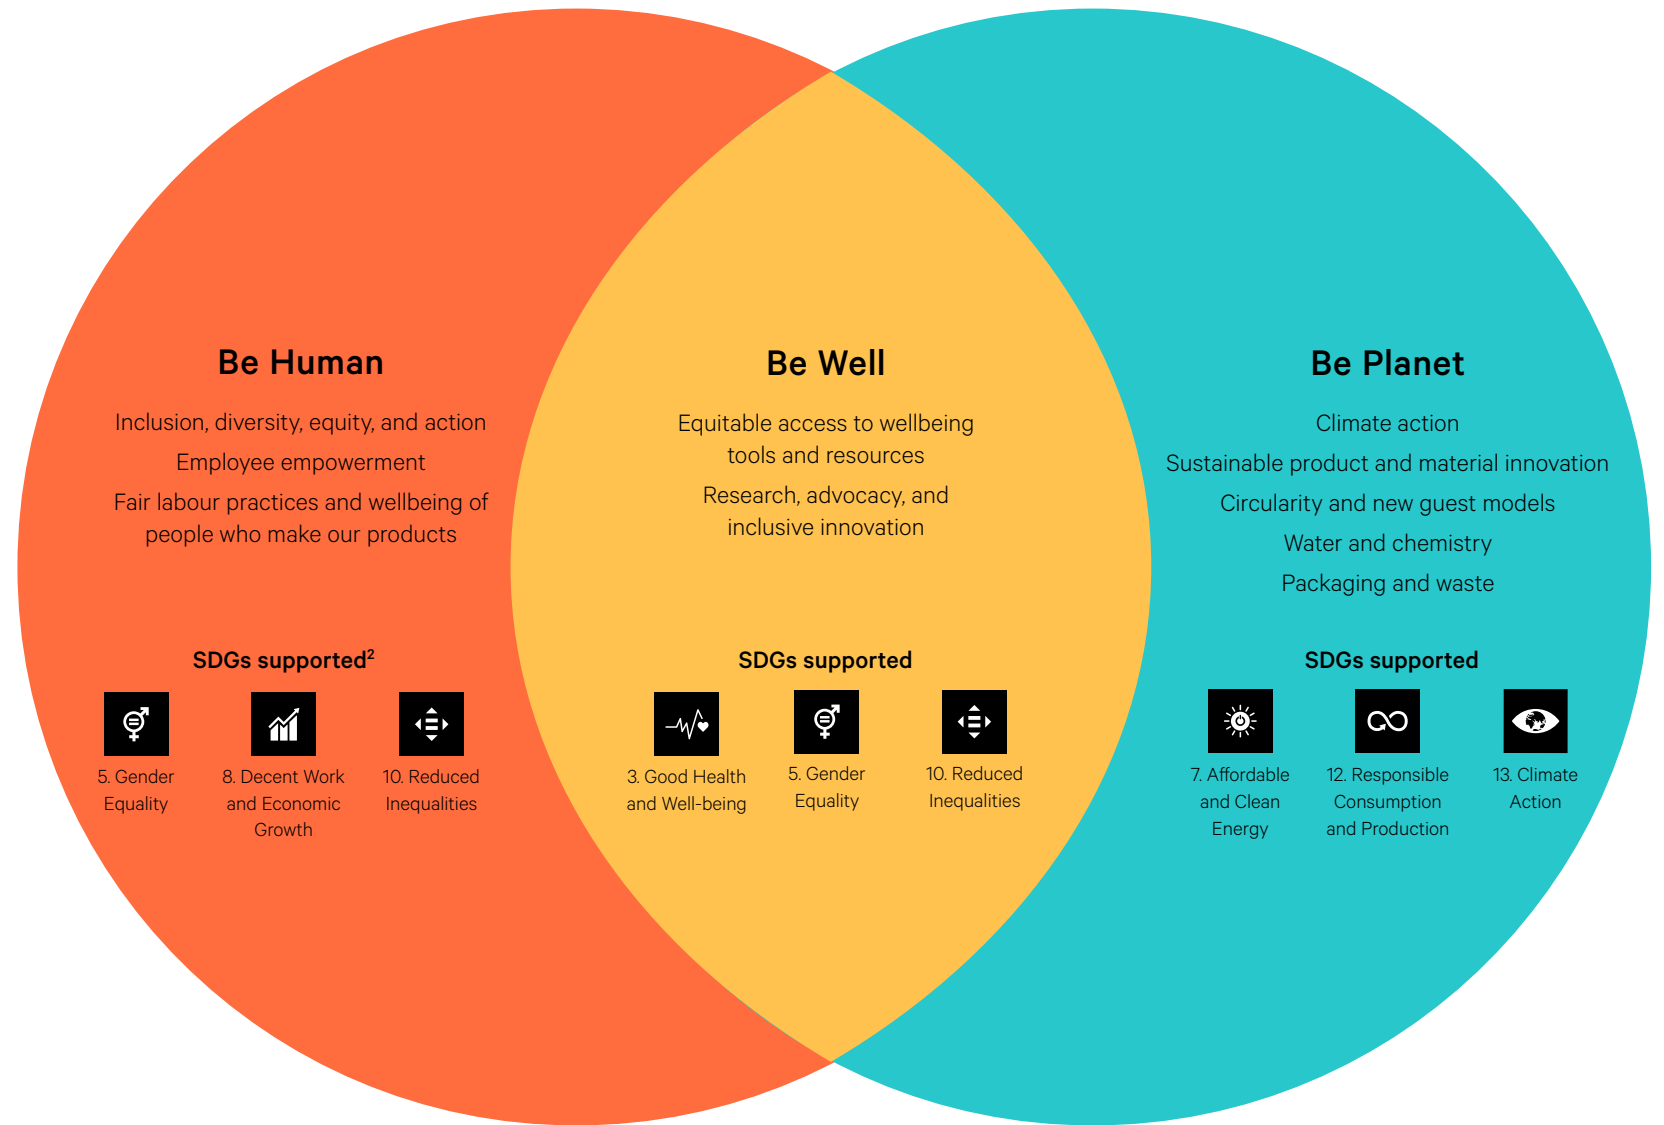 Be Human
Inclusion, diversity, equity, and action
Employee empowerment
Fair labour practices and wellbeing of
people who make our products
SDGs supported²
5. Gender
Equality
8. Decent Work
and Economic
Growth
10. Reduced
Inequalities
Be Well
Equitable access to wellbeing
tools and resources
Research, advocacy, and
inclusive innovation
SDGs supported
3. Good Health
and Well-being
5. Gender
Equality
10. Reduced
Inequalities
Be Planet
Climate action
Sustainable product and material innovation
Circularity and new guest models
Water and chemistry
Packaging and waste
SDGs supported
7. Affordable
and Clean
Energy
12. Responsible
Consumption
and Production
13. Climate
Action